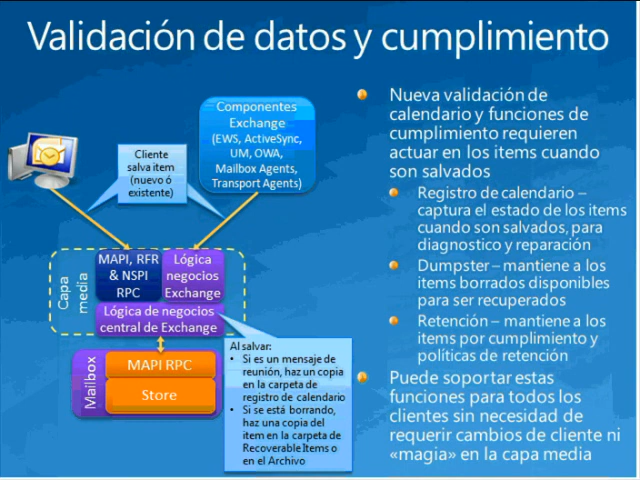 Validación de datos y cumplimiento
Componentes
Exchange
(EWS, ActiveSync,
UM, OWA,
Mailbox Agents,
Transport Agents)
Cliente
salva item
(nuevo ó
existente)
Capa
media
MAPI, RFR
& NSPI
RPC
Lógica
negocios
Exchange
Lógica de negocios
central de Exchange
Mailbox
MAPI RPC
Store
Al salvar:
• Si es un mensaje de
reunión, haz un copia
en la carpeta de
registro de calendario
• Si se está borrando,
haz una copia del
item en la carpeta de
RecoverableItems o
en el Archivo
Nueva validación de
calendario y funciones de
cumplimiento requieren
actuar en los items cuando
son salvados
Registro de calendario –
captura el estado de los items
cuando son salvados, para
diagnostico y reparación
Dumpster – mantiene a los
items borrados disponibles
para ser recuperados
Retención – mantiene a los
items por cumplimiento y
políticas de retención
Puede soportar estas
funciones para todos los
clientes sin necesidad de
requerir cambios de cliente ni
«magia» en la capa media